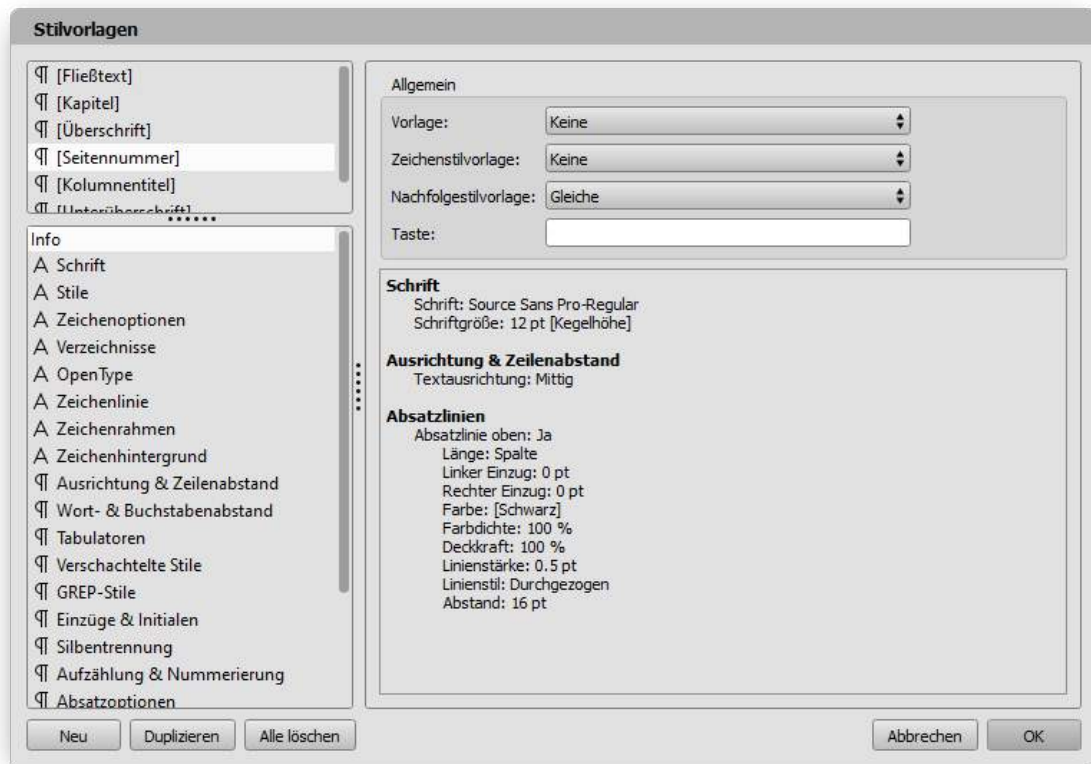 Stilvorlagen
[Fließtext]
[Kapitel]
[Überschrift]
[Seitennummer]
[Kolumnentitel]
[Unterüberschrift]
Info
Schrift
Stile
Zeichenoptionen
Verzeichnisse
OpenType
Zeichenlinie
Zeichenrahmen
Zeichenhintergrund
Ausrichtung & Zeilenabstand
Wort- & Buchstabenabstand
Tabulatoren
Verschachtelte Stile
GREP-Stile
Einzüge & Initialen
Silbentrennung
Aufzählung & Nummerierung
Absatzoptionen
Allgemein
Vorlage: Keine
Zeichenstilvorlage: Keine
Nachfolgestilvorlage: Gleiche
Taste:
Schrift
Schrift: Source Sans Pro-Regular
Schriftgröße: 12 pt [Kegelhöhe]
Ausrichtung & Zeilenabstand
Textausrichtung: Mittig
Absatzlinien
Absatzlinie oben: Ja
Länge: Spalte
Linker Einzug: 0 pt
Rechter Einzug: 0 pt
Farbe: [Schwarz]
Farbdichte: 100 %
Deckkraft: 100 %
Linienstärke: 0.5 pt
Linienstil: Durchgezogen
Abstand: 16 pt
Neu Duplizieren Alle löschen Abbrechen OK